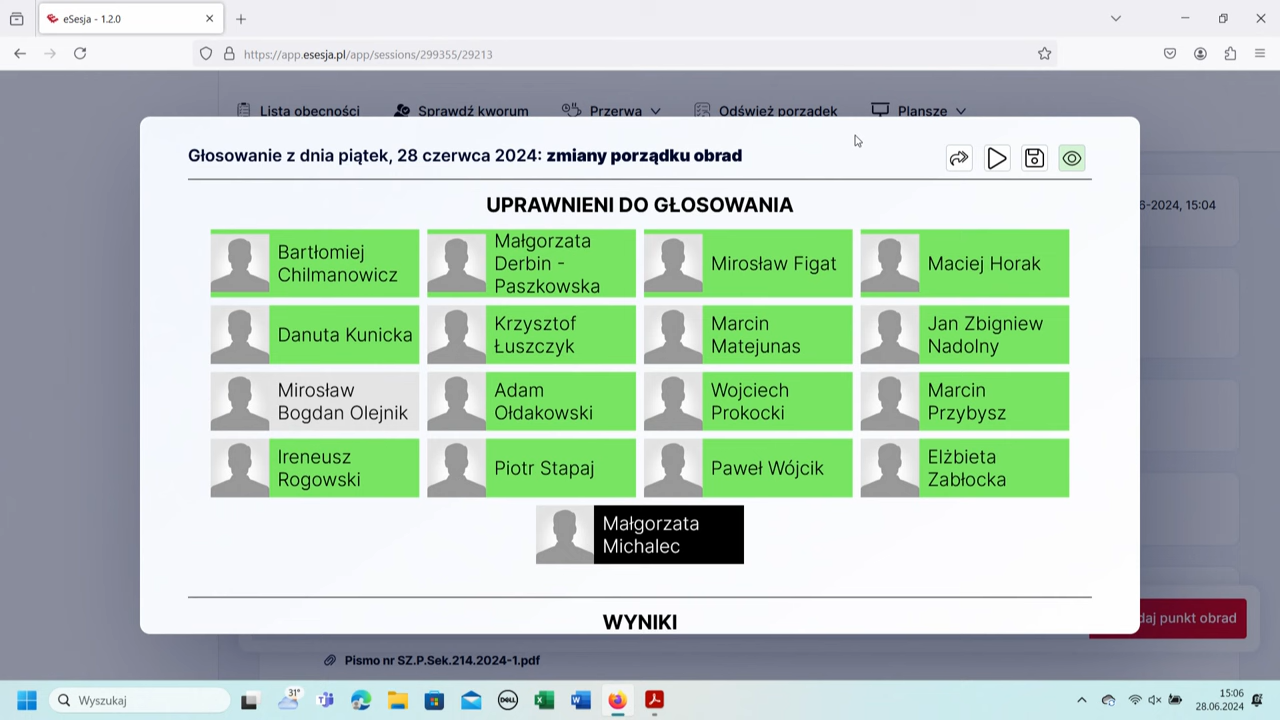 eSesja - 1.2.0
https://app.esesja.pl/app/sessions/299355/29213
Lista obecności
Sprawdź kworum
Przerwa
Odśwież porządek
Plansze
Głosowanie z dnia piątek, 28 czerwca 2024: zmiany porządku obrad
-2024, 15:04
UPRAWNIENI DO GŁOSOWANIA
Bartłomiej
Chilmanowicz
Małgorzata
Derbin -
Paszkowska
Mirosław Figat
Maciej Horak
Danuta Kunicka
Krzysztof
Łuszczyk
Marcin
Matejunas
Jan Zbigniew
Nadolny
Mirosław
Bogdan Olejnik
Adam
Ołdakowski
Wojciech
Prokocki
Marcin
Przybysz
Ireneusz
Rogowski
Piotr Stapaj
Paweł Wójcik
Elżbieta
Zabłocka
Małgorzata
Michalec
WYNIKI
daj punkt obrad
Pismo nr SZ.P.Sek.214.2024-1.pdf
Wyszukaj
31°
DELL
15:06
28.06.2024